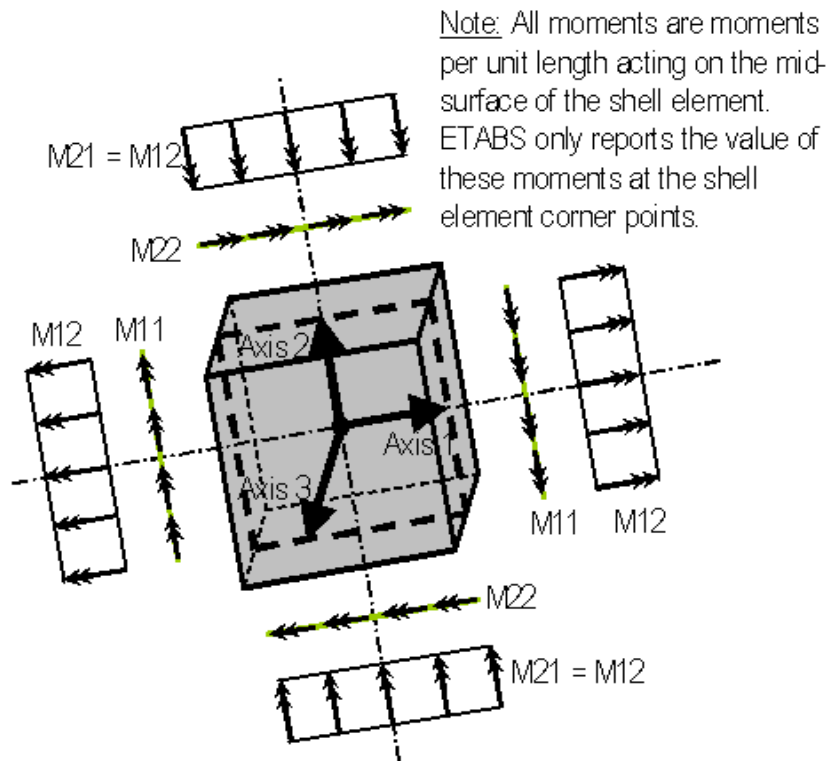 Note: All moments are moments
per unit length acting on the mid-
surface of the shell element.
ETABS only reports the value of
these moments at the shell
element corner points.
M21 = M12
M22
M12
M11
Axis 2
Axis 1
Axis 3
M11
M12
M22
M21 = M12